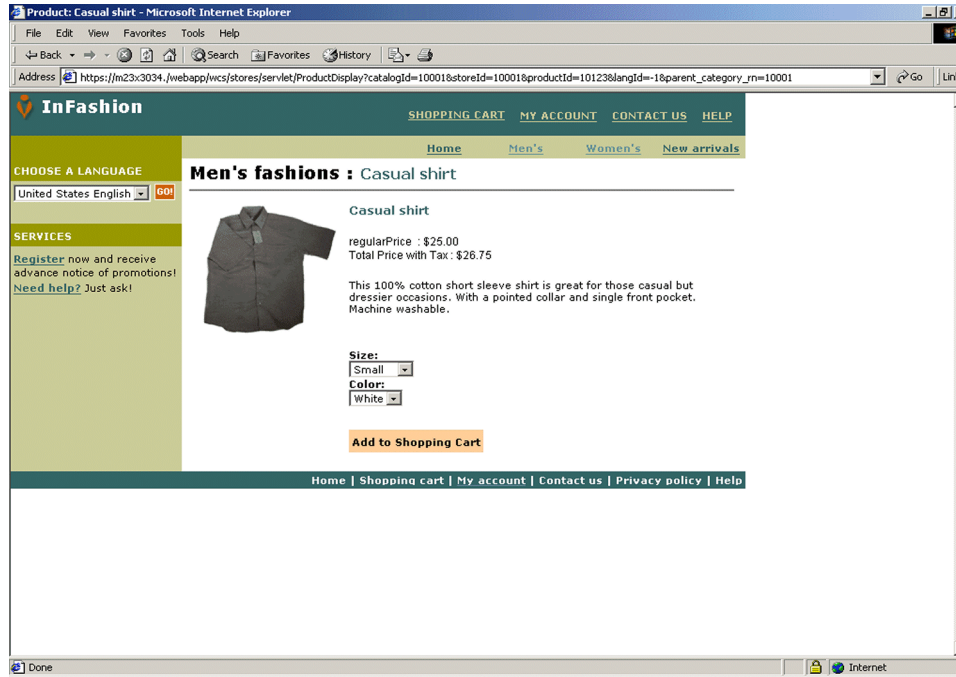 Product: Casual shirt - Microsoft Internet Explorer
File Edit View Favorites Tools Help
Back Search Favorites History
Address https://m23x3034./webapp/wcs/stores/servlet/ProductDisplay?catalogId=10001&storeId=10001&productId=10123&langId=-1&parent_category_rn=10001 Go Lin
InFashion
SHOPPING CART MY ACCOUNT CONTACT US HELP
Home Men's Women's New arrivals
CHOOSE A LANGUAGE
United States English GO!
SERVICES
Register now and receive
advance notice of promotions!
Need help? Just ask!
Men's fashions : Casual shirt
Casual shirt
regularPrice : $25.00
Total Price with Tax : $26.75
This 100% cotton short sleeve shirt is great for those casual but
dressier occasions. With a pointed collar and single front pocket.
Machine washable.
Size:
Small
Color:
White
Add to Shopping Cart
Home | Shopping cart | My account | Contact us | Privacy policy | Help
Done Internet